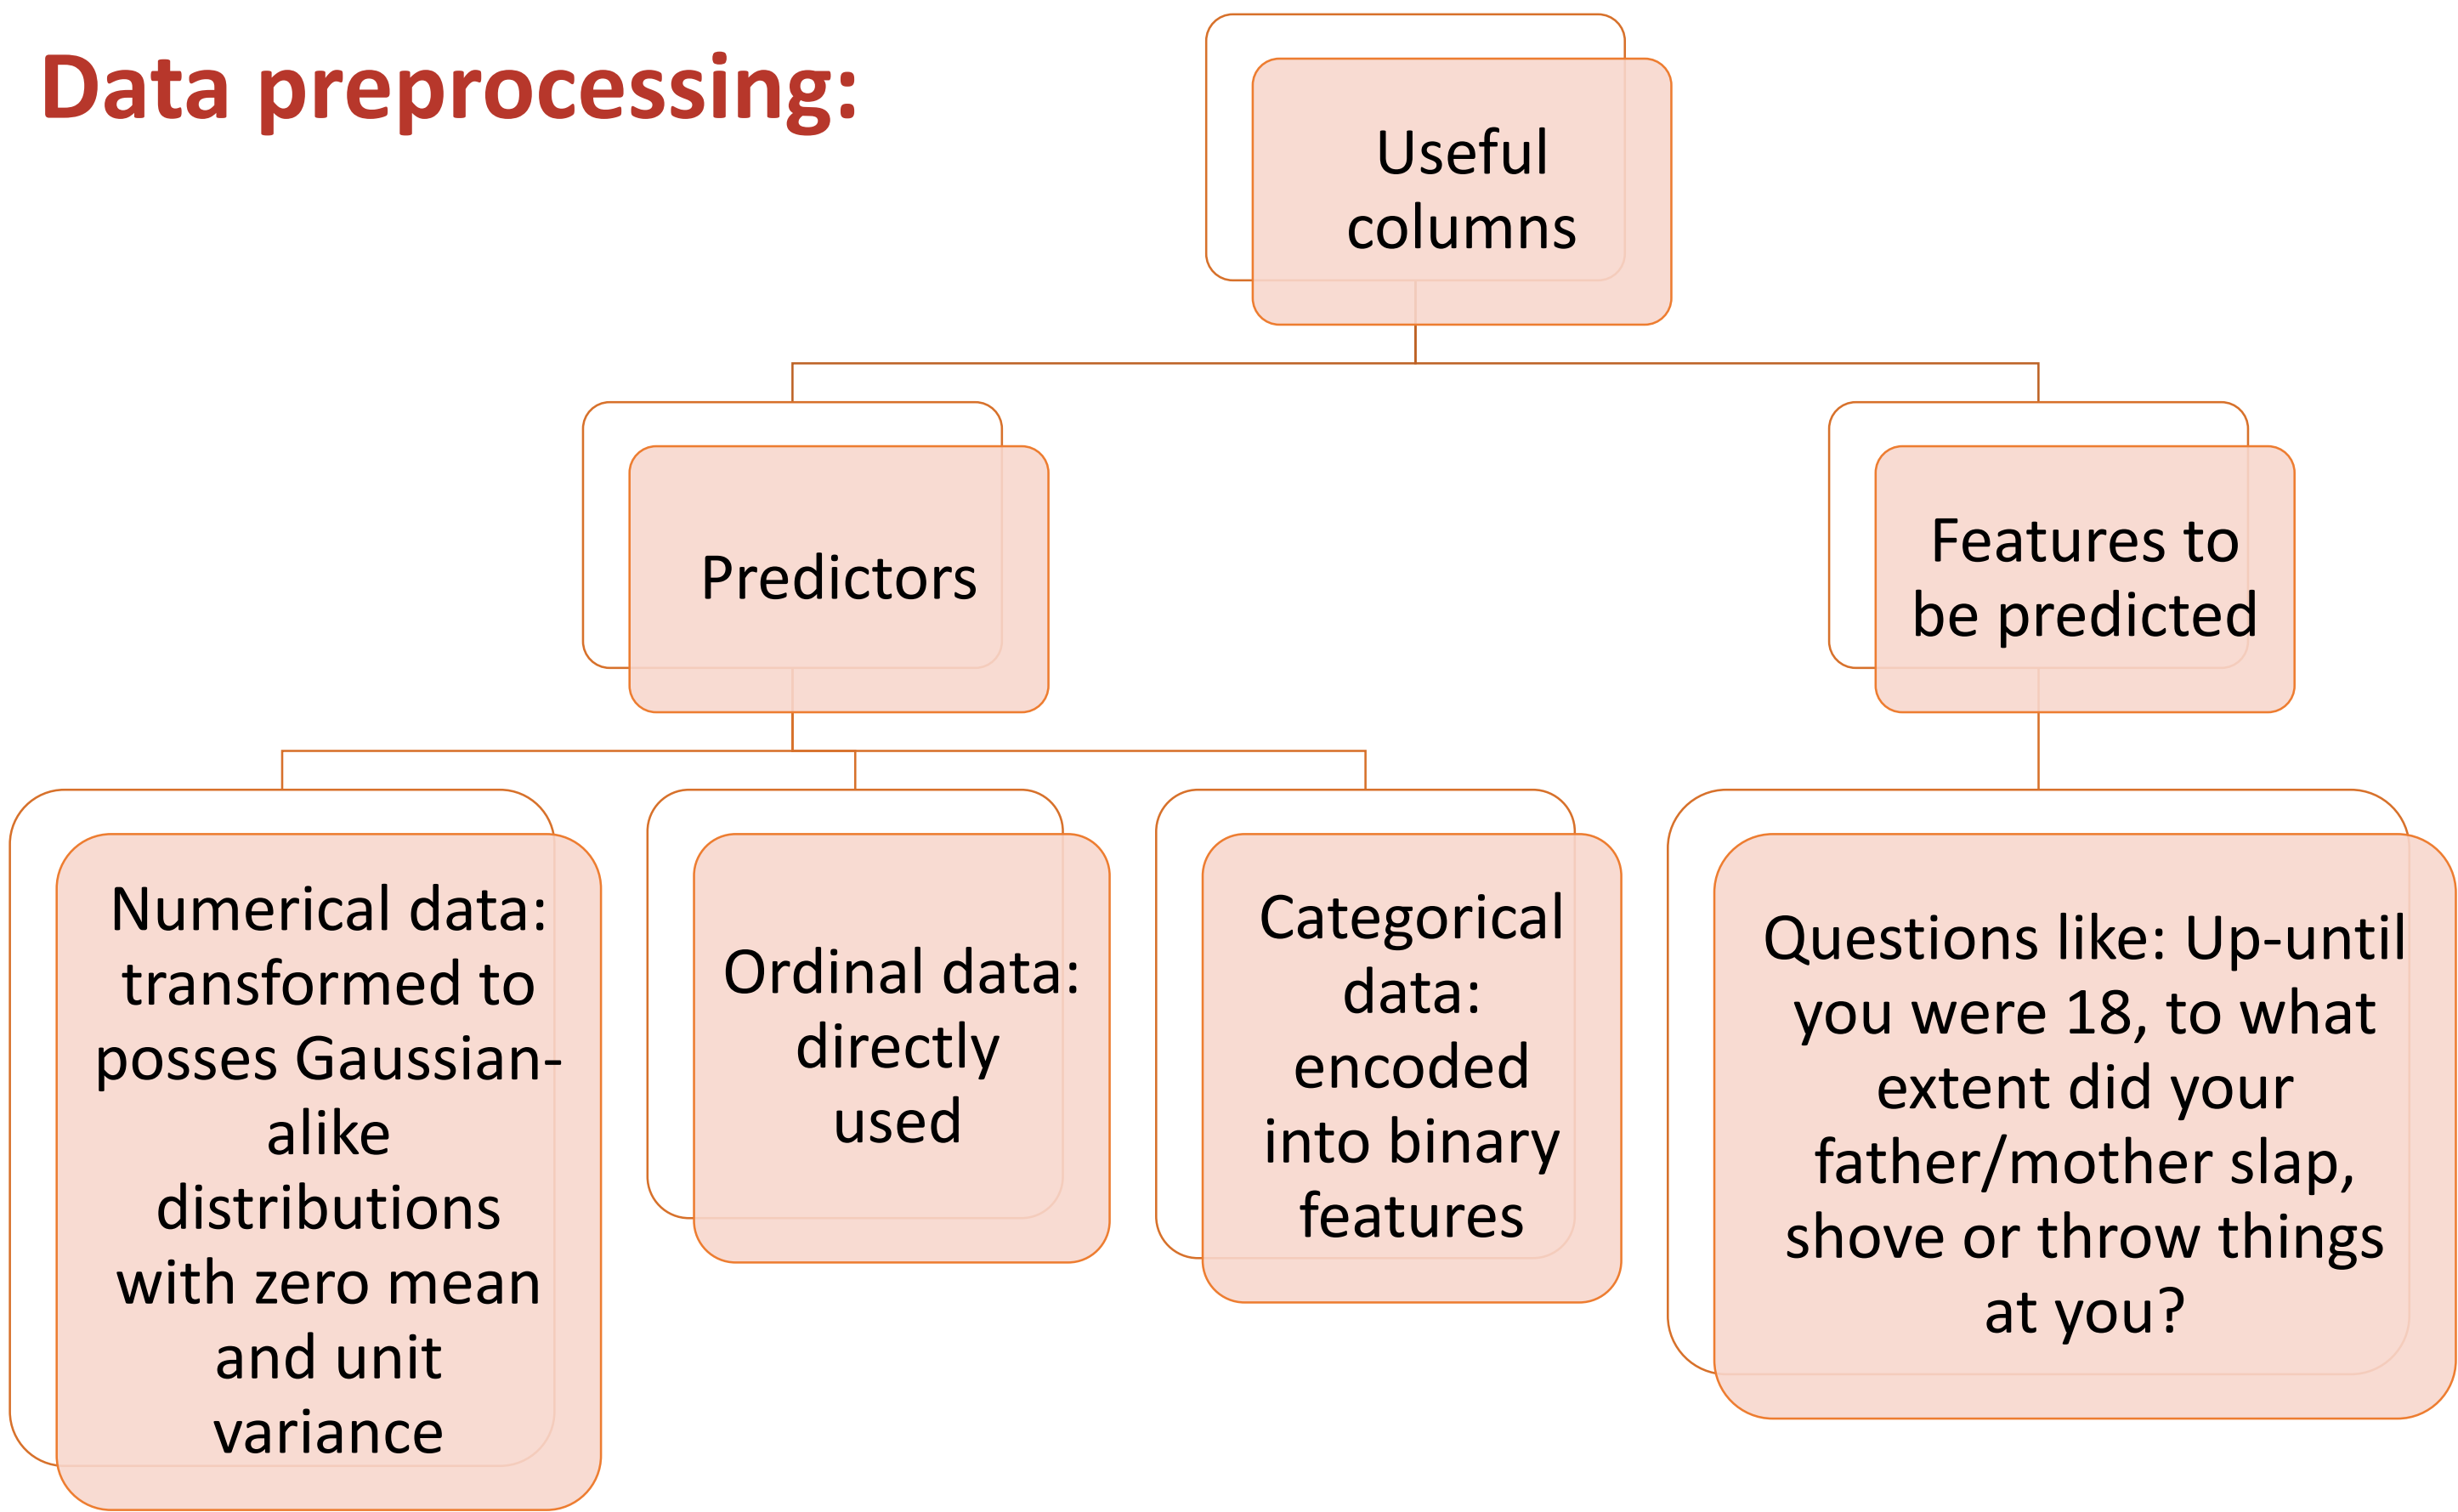 Data preprocessing:
Useful
columns
Predictors
Features to
be predicted
Numerical data:
transformed to
posses Gaussian-
alike
distributions
with zero mean
and unit
variance
Ordinal data:
directly
used
Categorical
data:
encoded
into binary
features
Questions like: Up-until
you were 18, to what
extent did your
father/mother slap,
shove or throw things
at you?